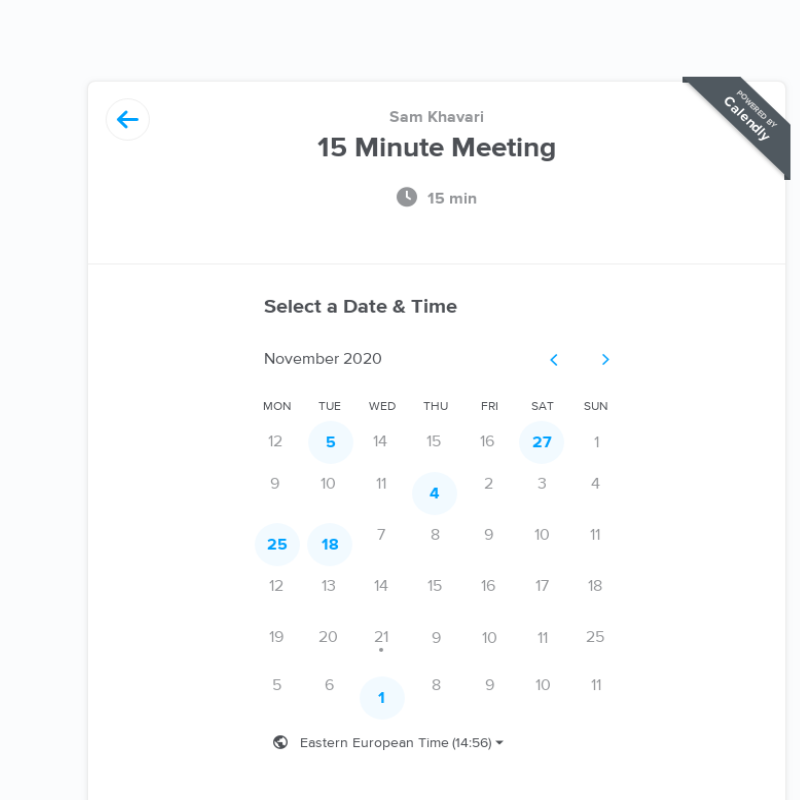 POWERED BY
Calendly
Sam Khavari
15 Minute Meeting
15 min
Select a Date & Time
November 2020
MON TUE WED THU FRI SAT SUN
12 5 14 15 16 27 1
9 10 11 4 2 3 4
25 18 7 8 9 10 11
12 13 14 15 16 17 18
19 20 21 9 10 11 25
5 6 1 8 9 10 11
Eastern European Time (14:56)